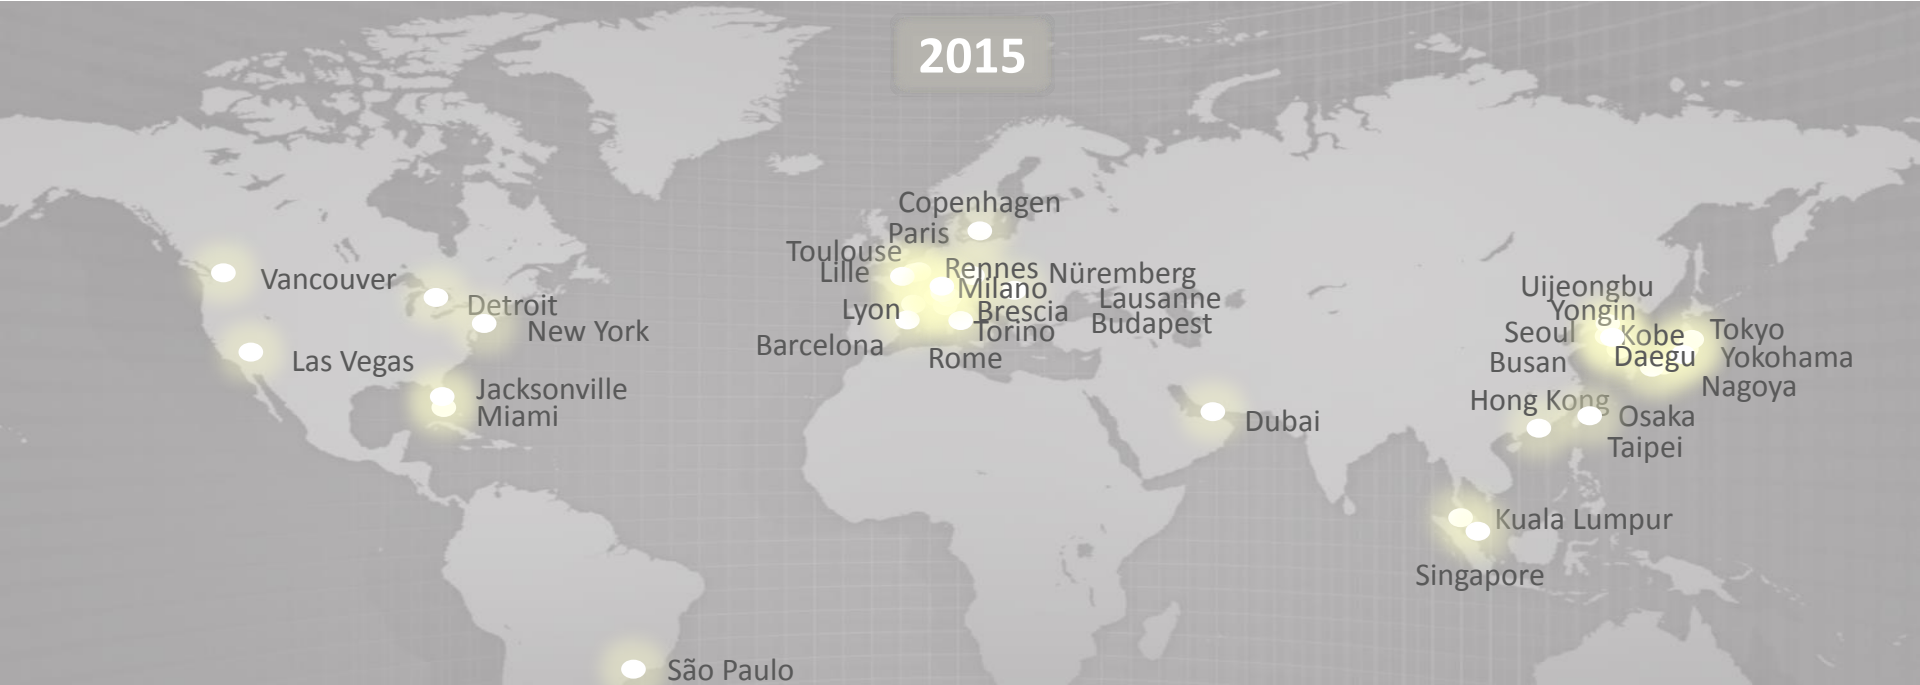 2015
Copenhagen
Paris
Toulouse
Lille
Rennes
Nüremberg
Milano
Lausanne
Lyon
Brescia
Budapest
Torino
Barcelona
Rome
Vancouver
Detroit
New York
Las Vegas
Jacksonville
Miami
São Paulo
Dubai
Uijeongbu
Yongin
Seoul
Kobe
Tokyo
Busan
Daegu
Yokohama
Nagoya
Hong Kong
Osaka
Taipei
Kuala Lumpur
Singapore